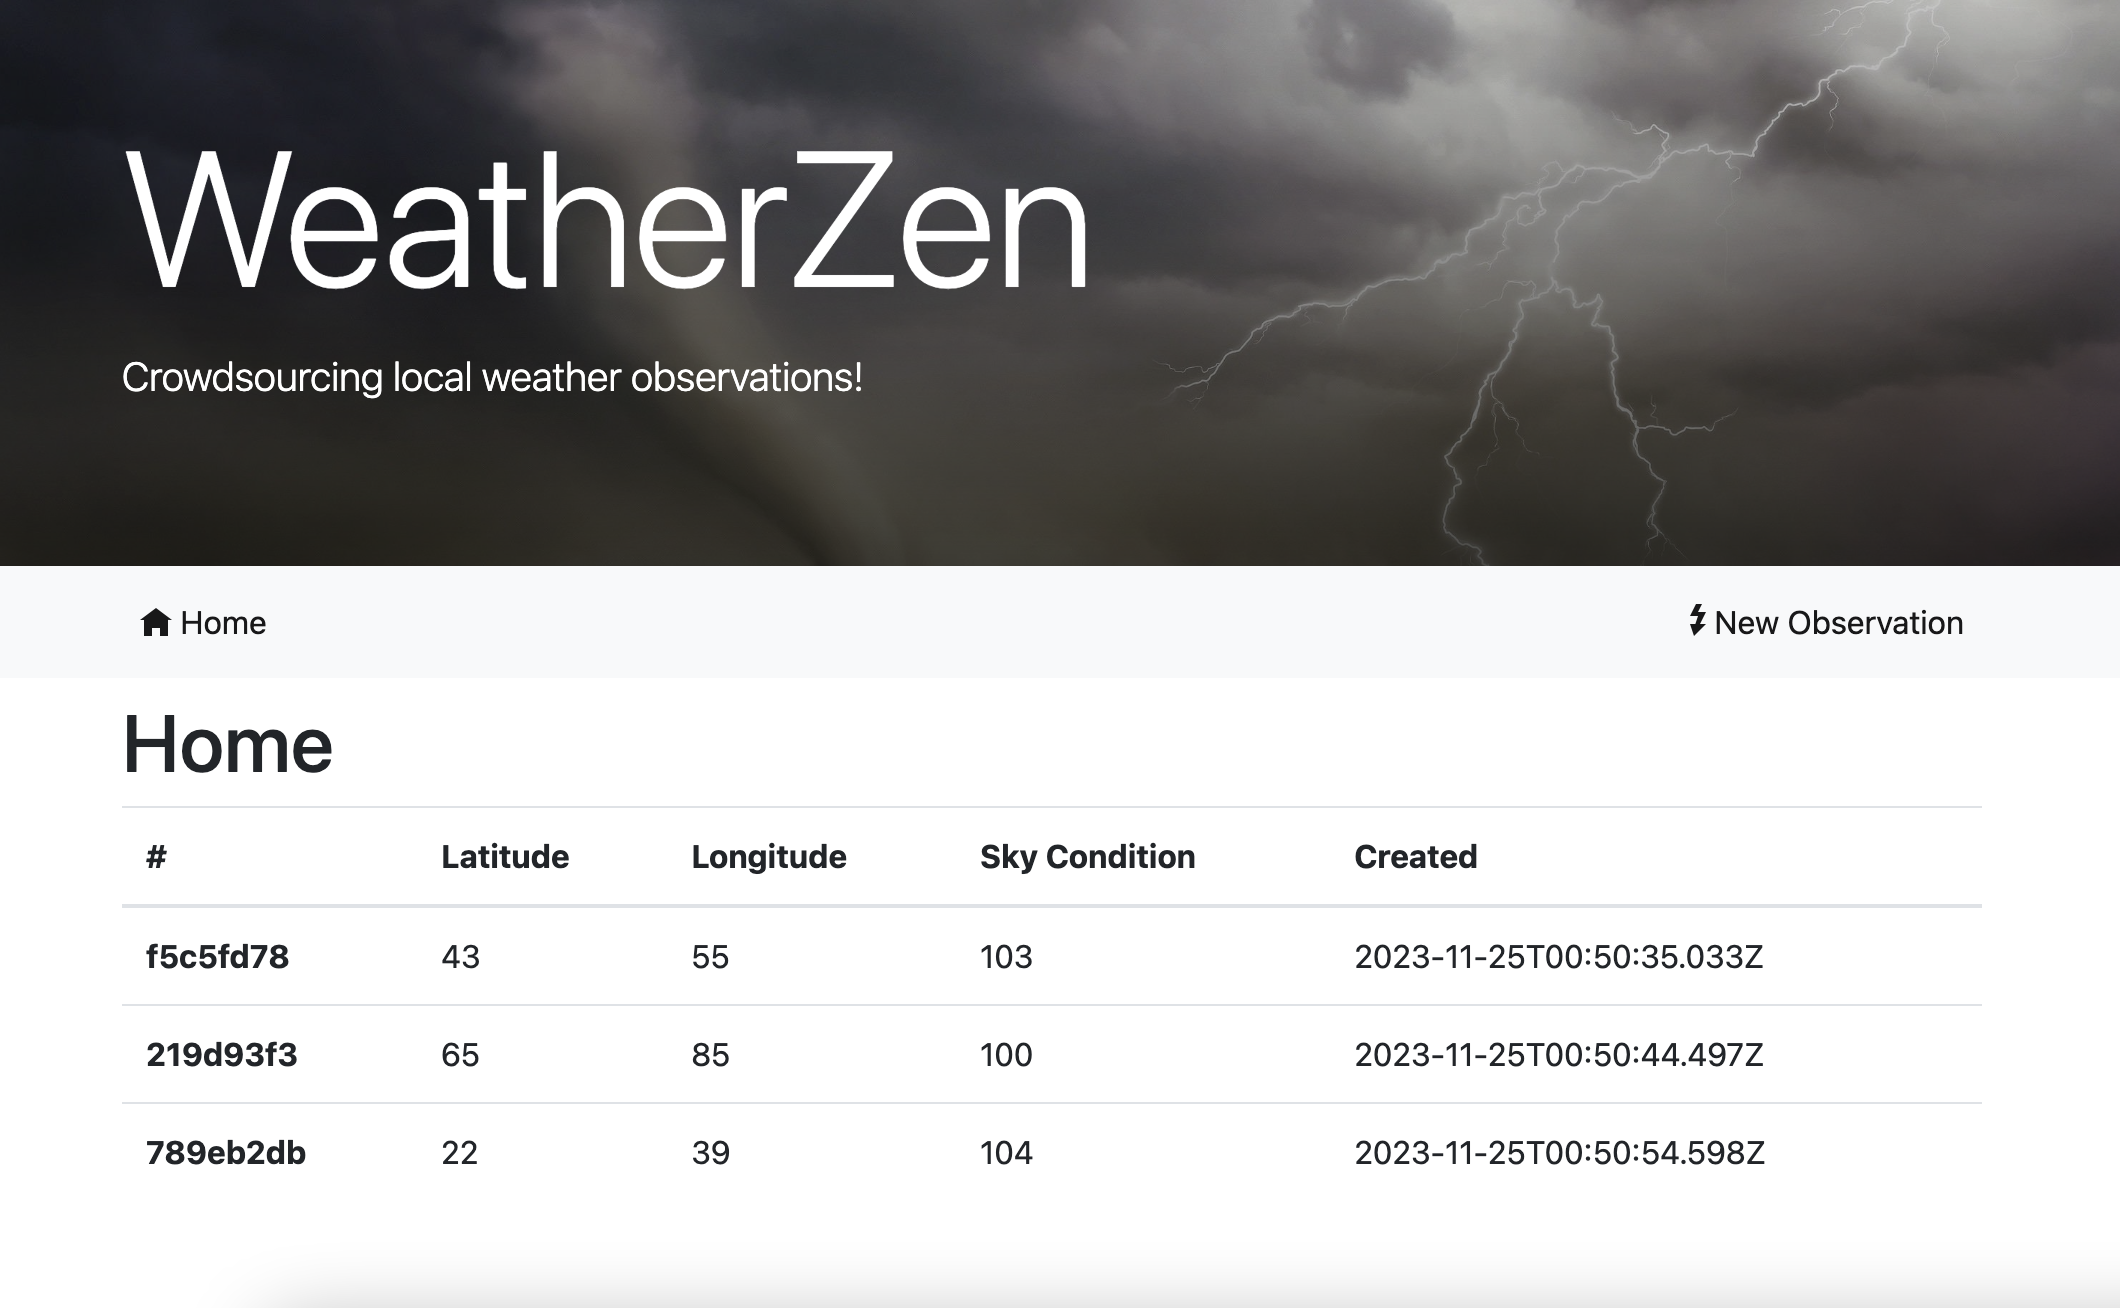 WeatherZen
Crowdsourcing local weather observations!
Home New Observation
Home
# Latitude Longitude Sky Condition Created
f5c5fd78 43 55 103 2023-11-25T00:50:35.033Z
219d93f3 65 85 100 2023-11-25T00:50:44.497Z
789eb2db 22 39 104 2023-11-25T00:50:54.598Z